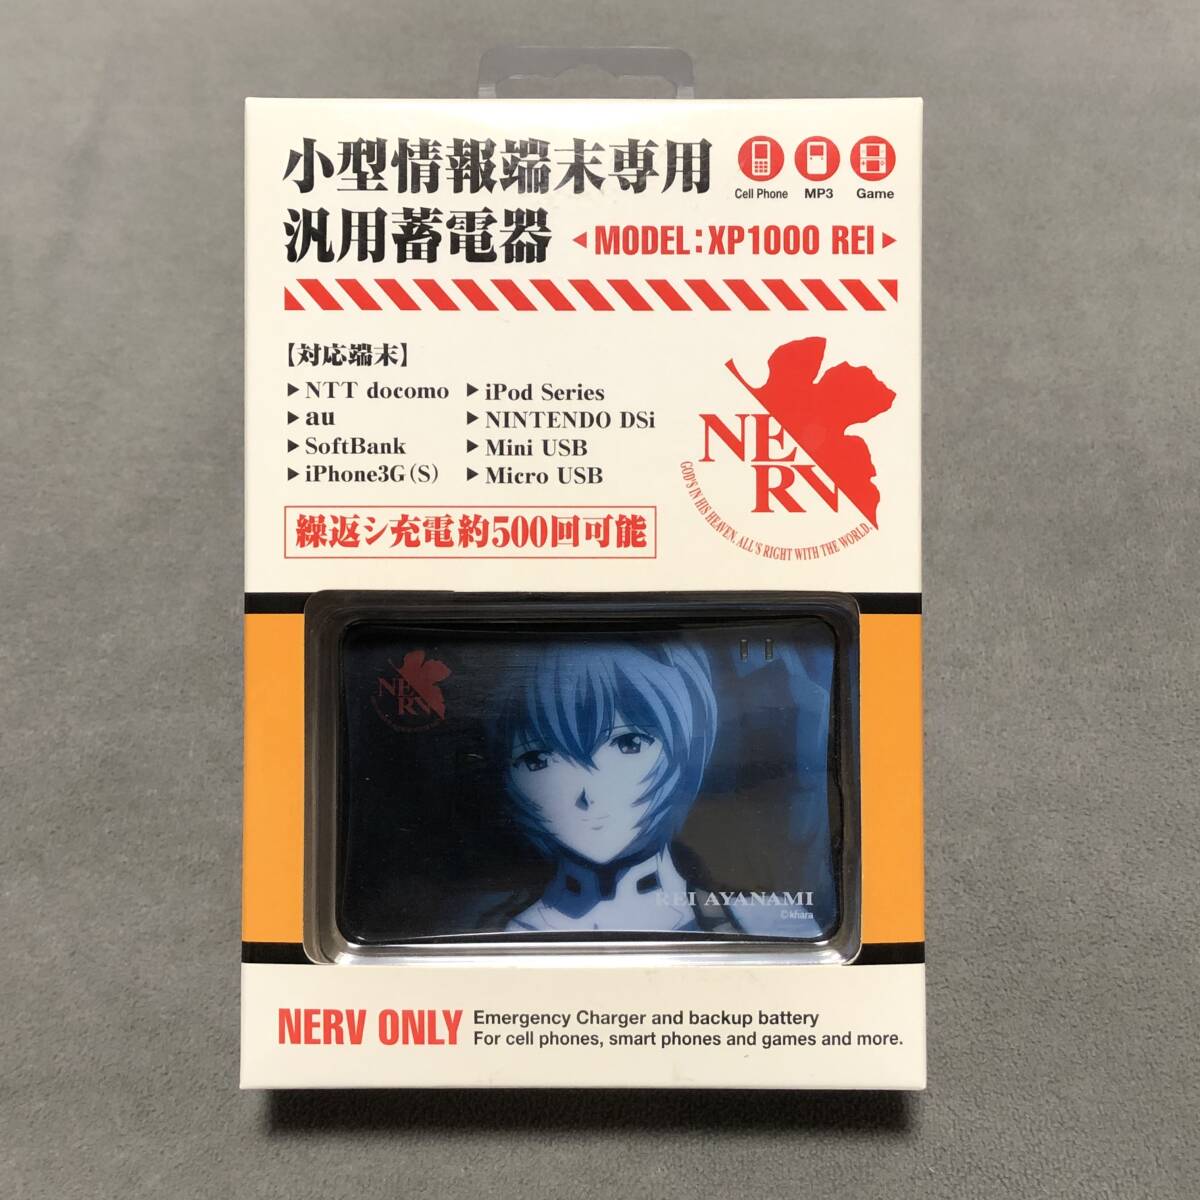 小型情報端末専用
汎用蓄電器
Cell Phone MP3 Game
MODEL:XP1000 REI
【対応端末】
▶NTT docomo
▶au
▶SoftBank
▶iPhone3G(S)
▶iPod Series
▶NINTENDO DSi
▶Mini USB
▶Micro USB
繰返シ充電約500回可能
NERV
GOD'S IN HIS HEAVEN. ALL'S RIGHT WITH THE WORLD.
NERV
REI AYANAMI
©khara
NERV ONLY
Emergency Charger and backup battery
For cell phones, smart phones and games and more.